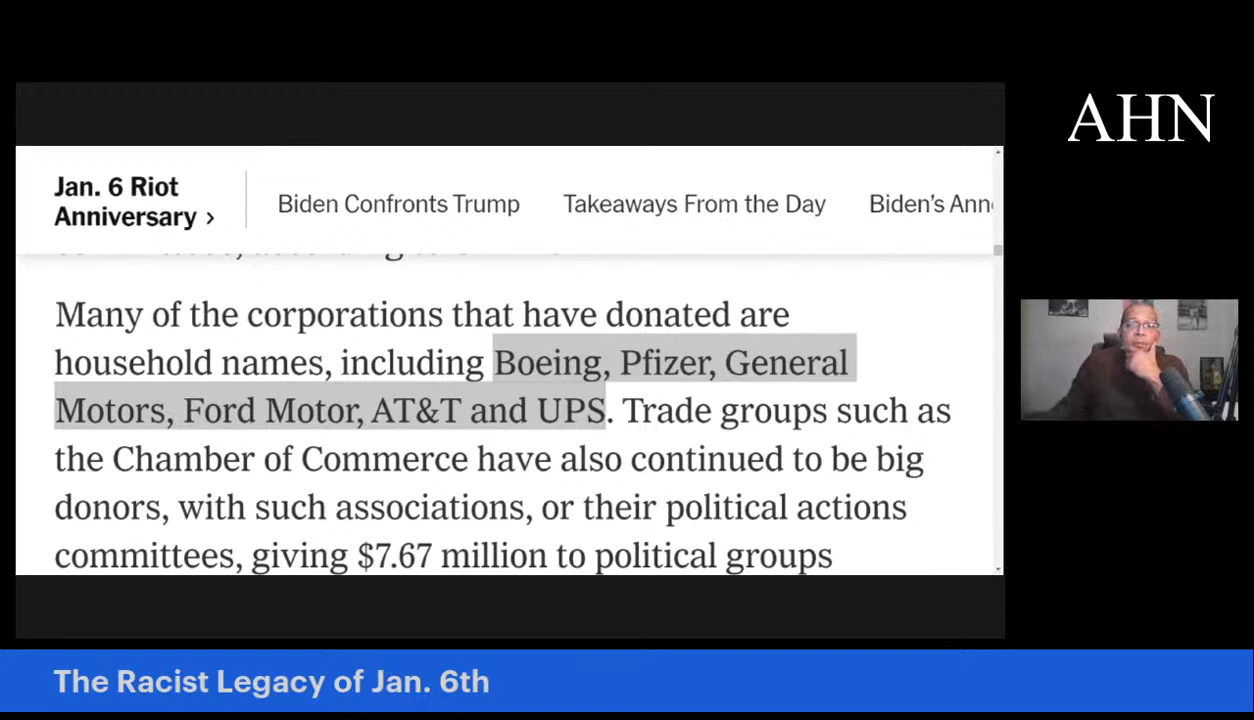 AHN
Jan. 6 Riot
Anniversary ›
Biden Confronts Trump
Takeaways From the Day
Biden's
Many of the corporations that have donated are
household names, including Boeing, Pfizer, General
Motors, Ford Motor, AT&T and UPS. Trade groups such as
the Chamber of Commerce have also continued to be big
donors, with such associations, or their political actions
committees, giving $7.67 million to political groups
The Racist Legacy of Jan. 6th